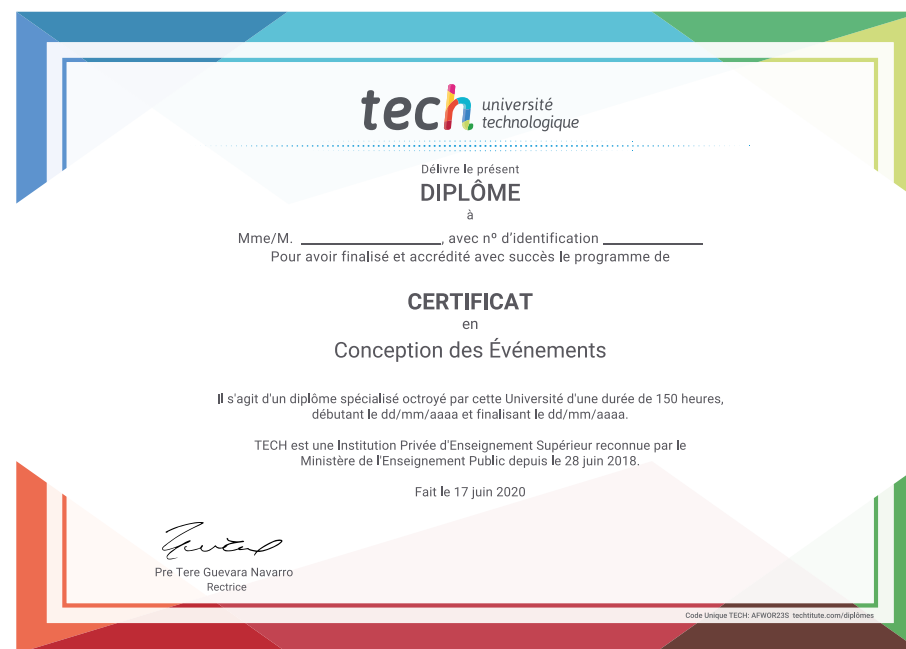 tech université
technologique
Délivre le présent
DIPLÔME
à
Mme/M. ____________________, avec nº d'identification ______________
Pour avoir finalisé et accrédité avec succès le programme de
CERTIFICAT
en
Conception des Événements
Il s'agit d'un diplôme spécialisé octroyé par cette Université d'une durée de 150 heures,
débutant le dd/mm/aaaa et finalisant le dd/mm/aaaa.
TECH est une Institution Privée d'Enseignement Supérieur reconnue par le
Ministère de l'Enseignement Public depuis le 28 juin 2018.
Fait le 17 juin 2020
Pre Tere Guevara Navarro
Rectrice
Code Unique TECH: AFWOR23S techtitute.com/diplômes